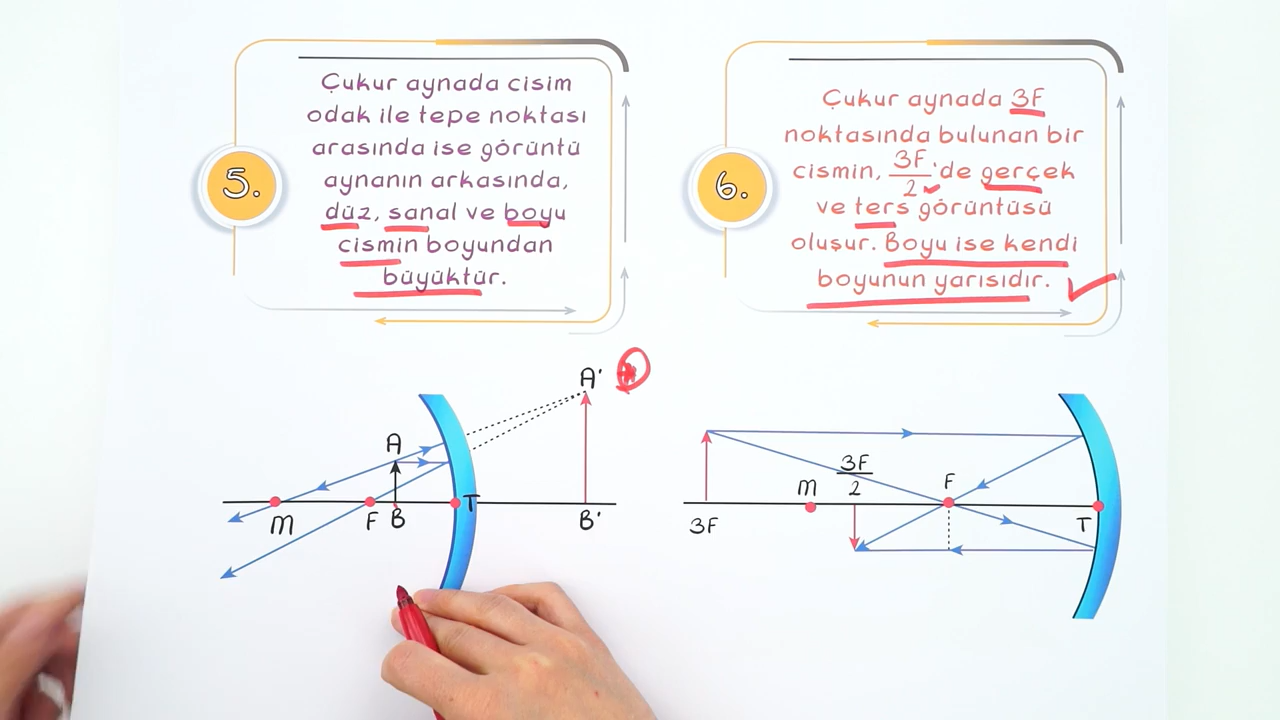 5.
Çukur aynada cisim
odak ile tepe noktası
arasında ise görüntü
aynanın arkasında,
düz, sanal ve boyu
cismin boyundan
büyüktür.
6.
Çukur aynada 3F
noktasında bulunan bir
cismin, 3F/2'de gerçek
ve ters görüntüsü
oluşur. Boyu ise kendi
boyunun yarısıdır.
A'
A
M
F
B
T
B'
3F
M
3F/2
F
T